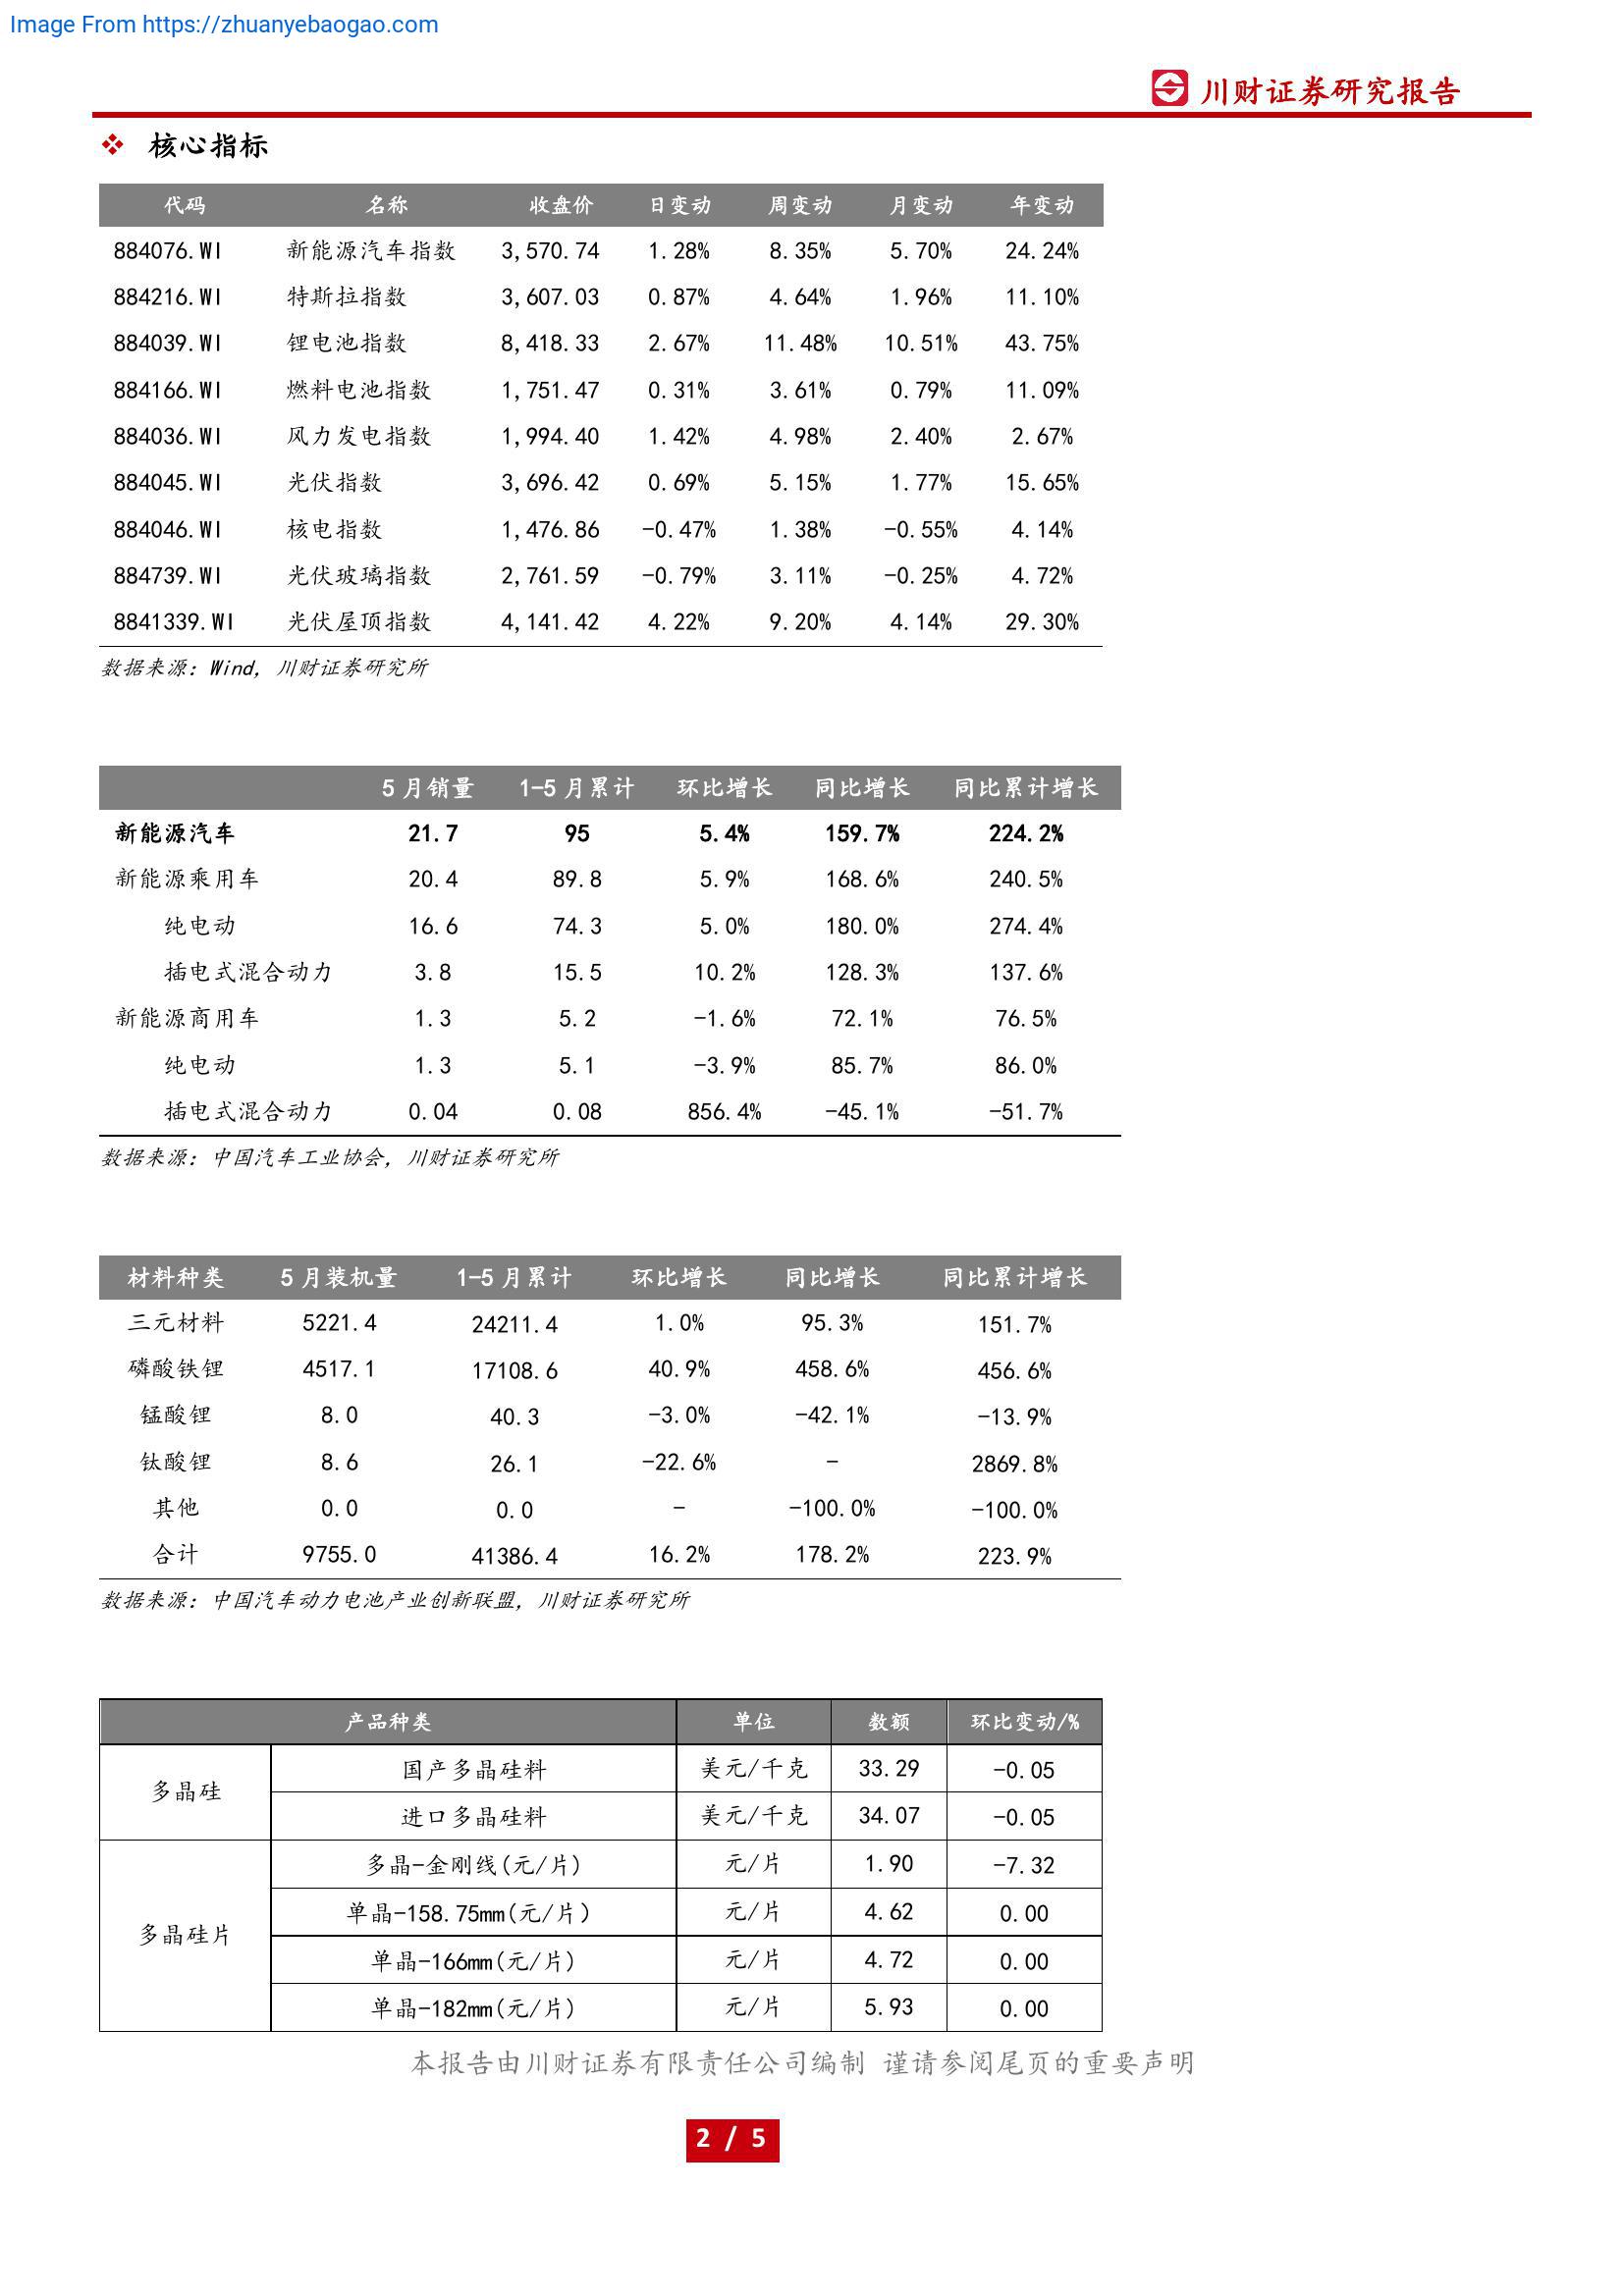 Image From https://zhuanyebaogao.com
川财证券研究报告
❖ 核心指标
代码 名称 收盘价 日变动 周变动 月变动 年变动
884076.WI 新能源汽车指数 3,570.74 1.28% 8.35% 5.70% 24.24%
884216.WI 特斯拉指数 3,607.03 0.87% 4.64% 1.96% 11.10%
884039.WI 锂电池指数 8,418.33 2.67% 11.48% 10.51% 43.75%
884166.WI 燃料电池指数 1,751.47 0.31% 3.61% 0.79% 11.09%
884036.WI 风力发电指数 1,994.40 1.42% 4.98% 2.40% 2.67%
884045.WI 光伏指数 3,696.42 0.69% 5.15% 1.77% 15.65%
884046.WI 核电指数 1,476.86 -0.47% 1.38% -0.55% 4.14%
884739.WI 光伏玻璃指数 2,761.59 -0.79% 3.11% -0.25% 4.72%
8841339.WI 光伏屋顶指数 4,141.42 4.22% 9.20% 4.14% 29.30%
数据来源：Wind，川财证券研究所
5 月销量 1-5 月累计 环比增长 同比增长 同比累计增长
新能源汽车 21.7 95 5.4% 159.7% 224.2%
新能源乘用车 20.4 89.8 5.9% 168.6% 240.5%
纯电动 16.6 74.3 5.0% 180.0% 274.4%
插电式混合动力 3.8 15.5 10.2% 128.3% 137.6%
新能源商用车 1.3 5.2 -1.6% 72.1% 76.5%
纯电动 1.3 5.1 -3.9% 85.7% 86.0%
插电式混合动力 0.04 0.08 856.4% -45.1% -51.7%
数据来源：中国汽车工业协会，川财证券研究所
材料种类 5 月装机量 1-5 月累计 环比增长 同比增长 同比累计增长
三元材料 5221.4 24211.4 1.0% 95.3% 151.7%
磷酸铁锂 4517.1 17108.6 40.9% 458.6% 456.6%
锰酸锂 8.0 40.3 -3.0% -42.1% -13.9%
钛酸锂 8.6 26.1 -22.6% - 2869.8%
其他 0.0 0.0 - -100.0% -100.0%
合计 9755.0 41386.4 16.2% 178.2% 223.9%
数据来源：中国汽车动力电池产业创新联盟，川财证券研究所
产品种类 单位 数额 环比变动/%
多晶硅 国产多晶硅料 美元/千克 33.29 -0.05
进口多晶硅料 美元/千克 34.07 -0.05
多晶硅片 多晶-金刚线(元/片) 元/片 1.90 -7.32
单晶-158.75mm(元/片) 元/片 4.62 0.00
单晶-166mm(元/片) 元/片 4.72 0.00
单晶-182mm(元/片) 元/片 5.93 0.00
本报告由川财证券有限责任公司编制 谨请参阅尾页的重要声明
2 / 5